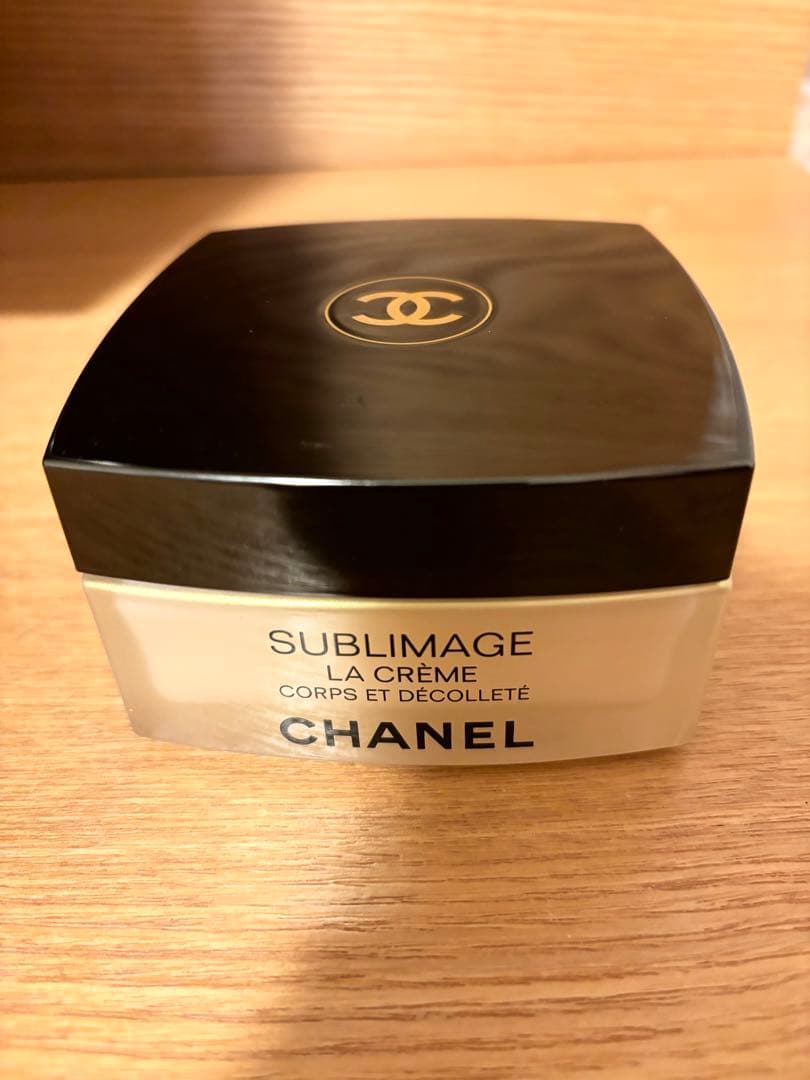 SUBLIMAGE
LA CRÈME
CORPS ET DÉCOLLETÉ
CHANEL